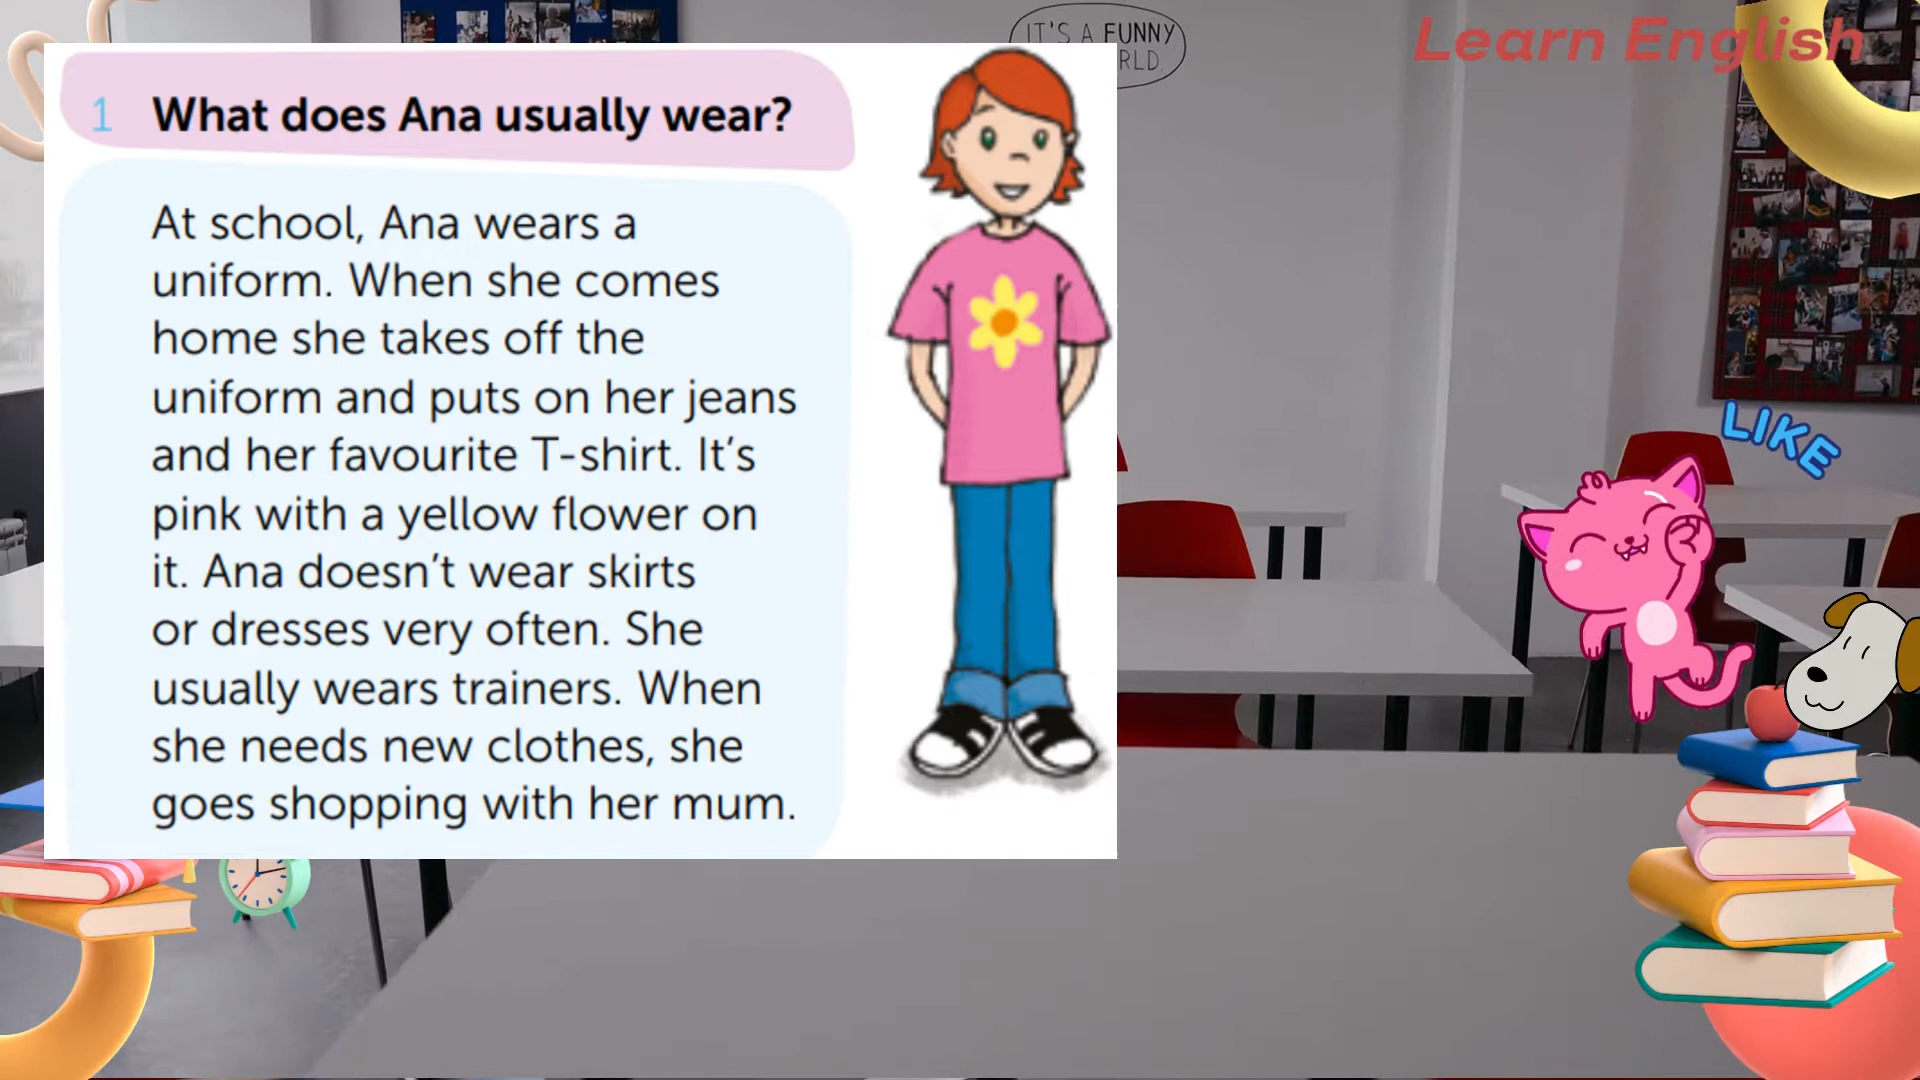 IT'S A FUNNY
RLD.
Learn English
1 What does Ana usually wear?
At school, Ana wears a
uniform. When she comes
home she takes off the
uniform and puts on her jeans
and her favourite T-shirt. It's
pink with a yellow flower on
it. Ana doesn't wear skirts
or dresses very often. She
usually wears trainers. When
she needs new clothes, she
goes shopping with her mum.
LIKE